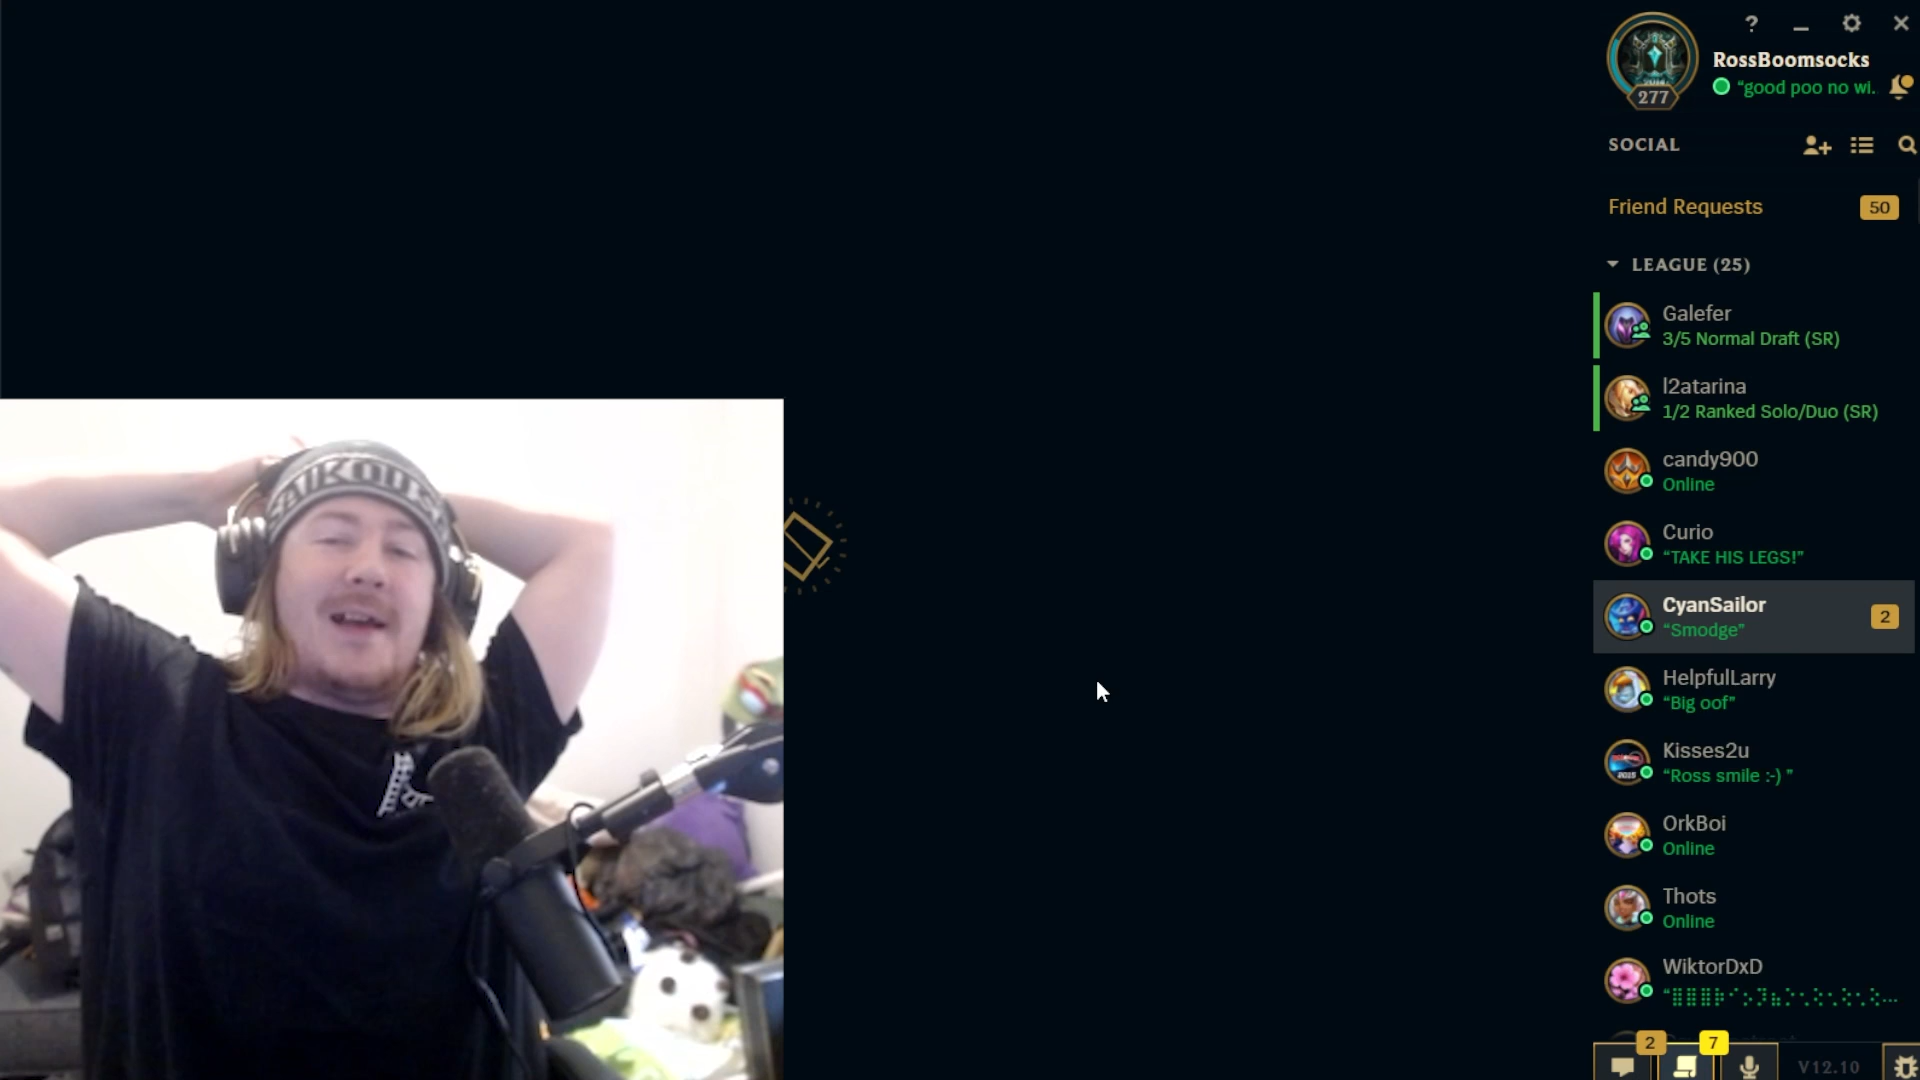 RossBoomsocks
“good poo no wi..
277
SOCIAL
Friend Requests
50
LEAGUE (25)
Galefer
3/5 Normal Draft (SR)
l2atarina
1/2 Ranked Solo/Duo (SR)
candy900
Online
Curio
“TAKE HIS LEGS!”
CyanSailor
“Smodge”
2
HelpfulLarry
“Big oof”
Kisses2u
“Ross smile :-) ”
OrkBoi
Online
Thots
Online
WiktorDxD
2
7
V12.10